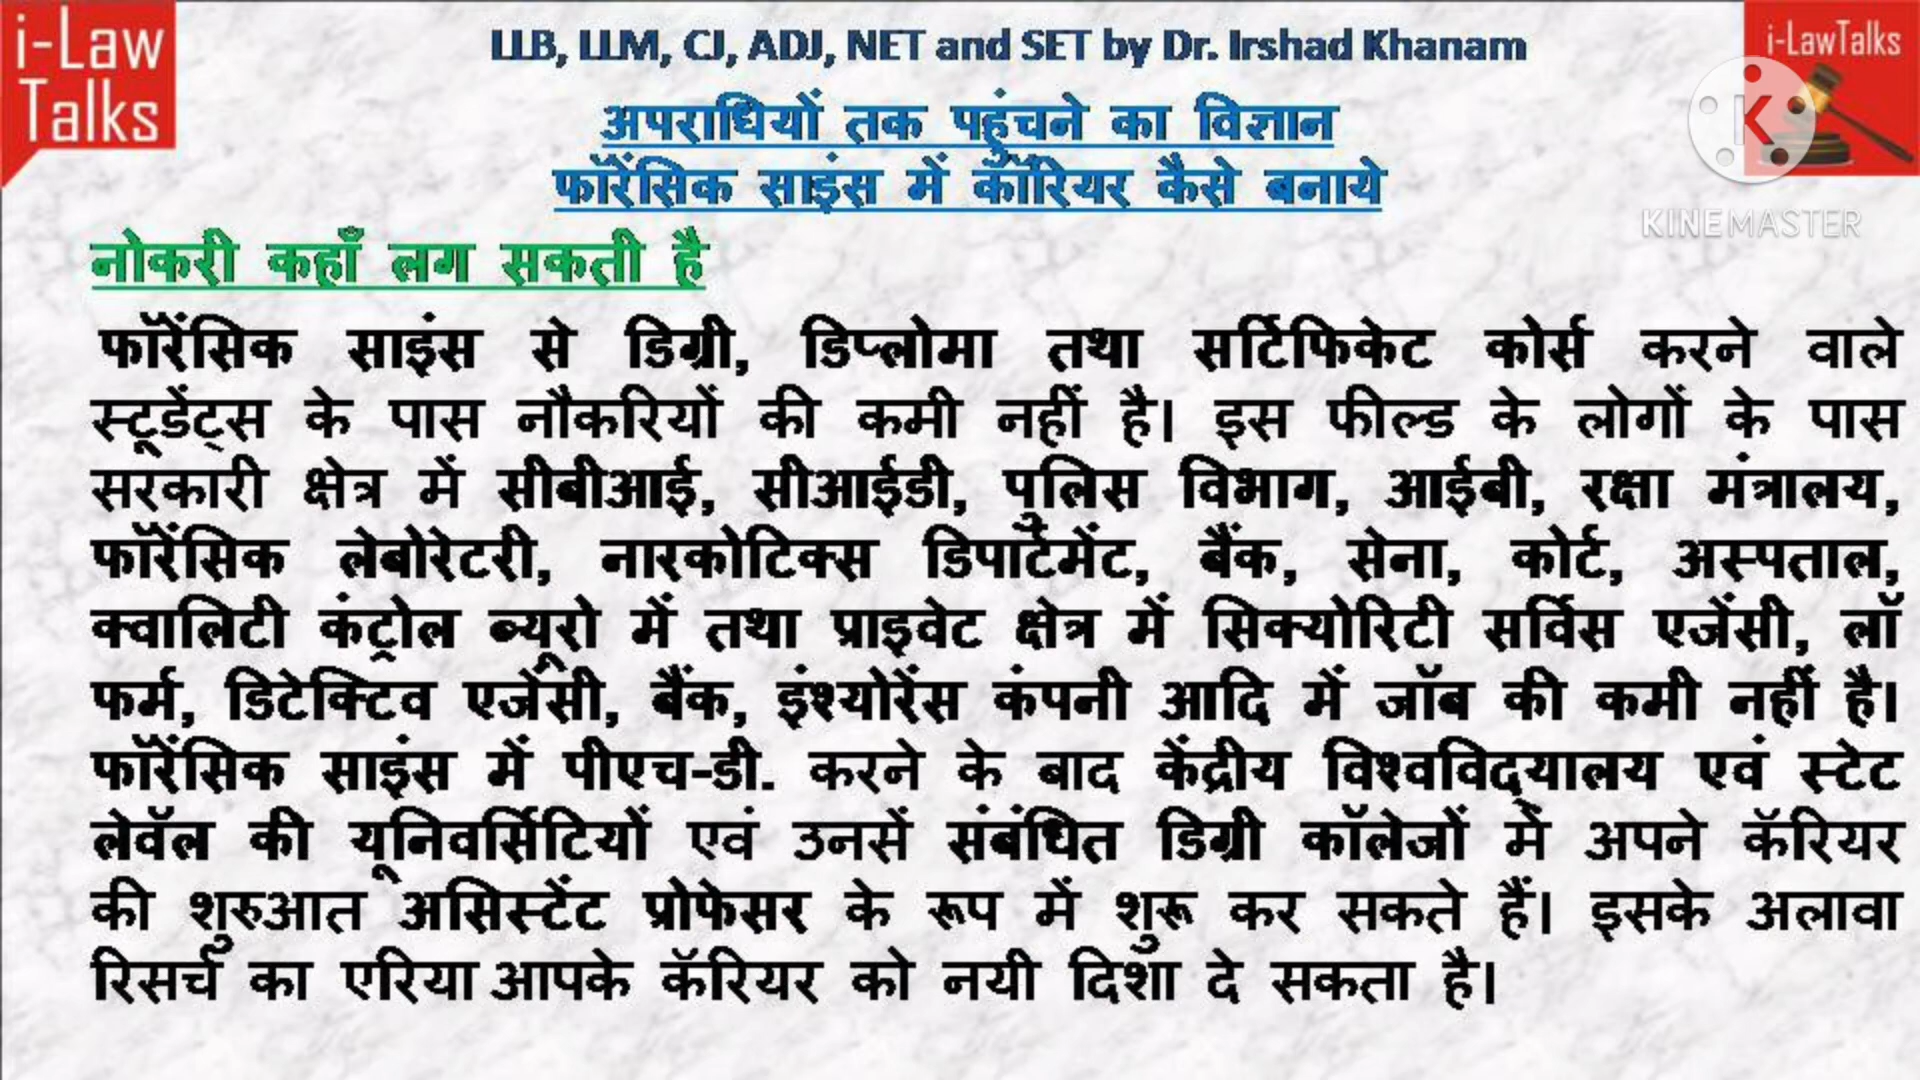 i-Law
Talks
LLB, LLM, CJ, ADJ, NET and SET by Dr. Irshad Khanam
i-LawTalks
K
KINEMASTER
अपराधियों तक पहुंचने का विज्ञान
फॉरेंसिक साइंस में कॉरियर कैसे बनाये
नोकरी कहाँ लग सकती है
फॉरेंसिक साइंस से डिग्री, डिप्लोमा तथा सर्टिफिकेट कोर्स करने वाले
स्टूडेंट्स के पास नौकरियों की कमी नहीं है। इस फील्ड के लोगों के पास
सरकारी क्षेत्र में सीबीआई, सीआईडी, पुलिस विभाग, आईबी, रक्षा मंत्रालय,
फॉरेंसिक लेबोरेटरी, नारकोटिक्स डिपार्टमेंट, बैंक, सेना, कोर्ट, अस्पताल,
क्वालिटी कंट्रोल ब्यूरो में तथा प्राइवेट क्षेत्र में सिक्योरिटी सर्विस एजेंसी, लॉ
फर्म, डिटेक्टिव एजेंसी, बैंक, इंश्योरेंस कंपनी आदि में जॉब की कमी नहीं है।
फॉरेंसिक साइंस में पीएच-डी. करने के बाद केंद्रीय विश्वविद्यालय एवं स्टेट
लेवॅल की यूनिवर्सिटियों एवं उनसें संबंधित डिग्री कॉलेजों में अपने कॅरियर
की शुरुआत असिस्टेंट प्रोफेसर के रूप में शुरू कर सकते हैं। इसके अलावा
रिसर्च का एरिया आपके कॅरियर को नयी दिशा दे सकता है।